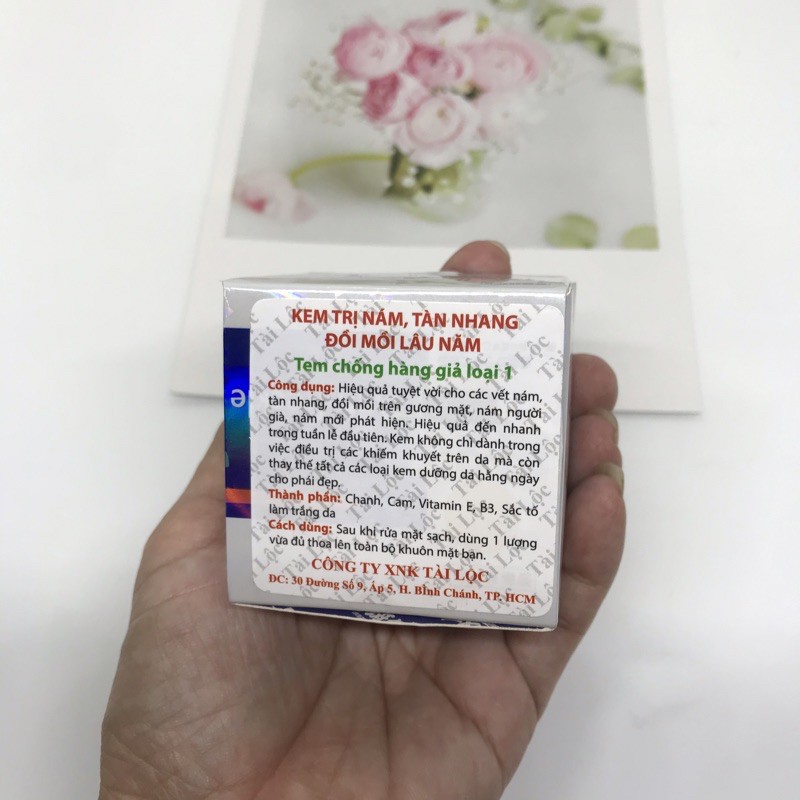 KEM TRỊ NÁM, TÀN NHANG
ĐỒI MỒI LÂU NĂM
Tem chống hàng giả loại 1
Công dụng: Hiệu quả tuyệt vời cho các vết nám,
tàn nhang, đồi mồi trên gương mặt, nám người
già, nám mới phát hiện. Hiệu quả đến nhanh
trong tuần lễ đầu tiên. Kem không chỉ dành trong
việc điều trị các khiếm khuyết trên da mà còn
thay thế tất cả các loại kem dưỡng da hằng ngày
cho phái đẹp.
Thành phần: Chanh, Cam, Vitamin E, B3, Sắc tố
làm trắng da
Cách dùng: Sau khi rửa mặt sạch, dùng 1 lượng
vừa đủ thoa lên toàn bộ khuôn mặt bạn.
CÔNG TY XNK TÀI LỘC
ĐC: 30 Đường Số 9, Ấp 5, H. Bình Chánh, TP. HCM
Tài Lộc